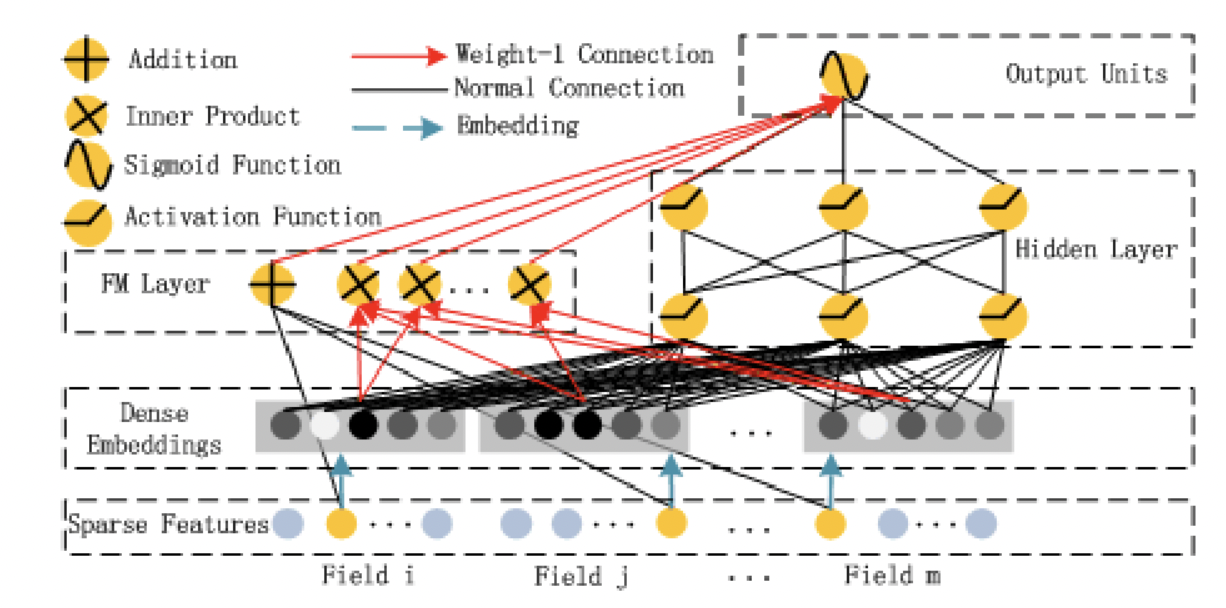 Addition
Weight-1 Connection
Output Units
Inner Product
Normal Connection
Sigmoid Function
Embedding
Activation Function
Hidden Layer
FM Layer
...
Dense
Embeddings
...
Sparse Features
... ... ... ...
Field i
Field j
...
Field m